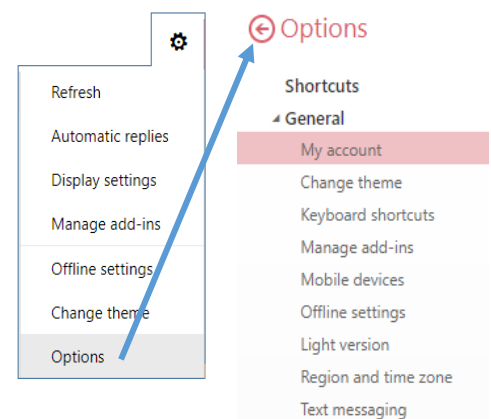 Refresh
Automatic replies
Display settings
Manage add-ins
Offline settings
Change theme
Options
Options
Shortcuts
General
My account
Change theme
Keyboard shortcuts
Manage add-ins
Mobile devices
Offline settings
Light version
Region and time zone
Text messaging